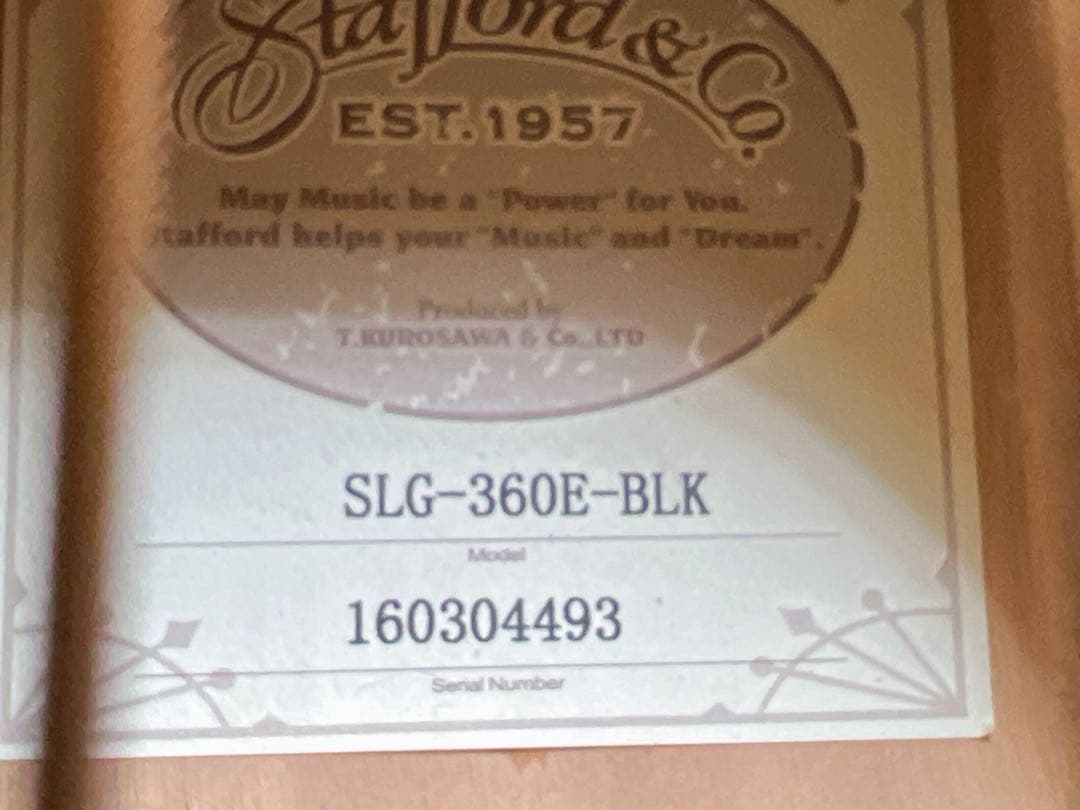 Stafford & Co.
EST.1957
May Music be a "Power" for You.
tafford helps your "Music" and "Dream".
Produced by
T.KUROSAWA & Co.,LTD
SLG-360E-BLK
Model
160304493
Serial Number